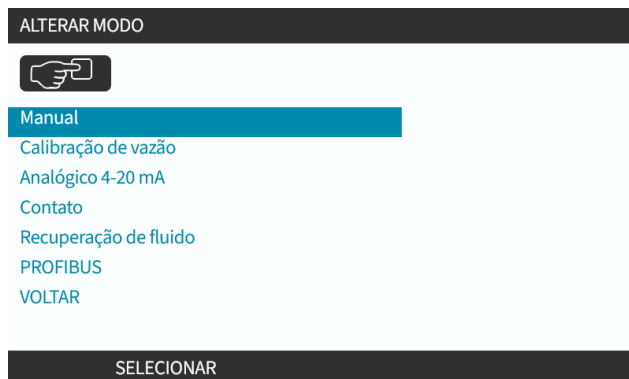 ALTERAR MODO
Manual
Calibração de vazão
Analógico 4-20 mA
Contato
Recuperação de fluido
PROFIBUS
VOLTAR
SELECIONAR